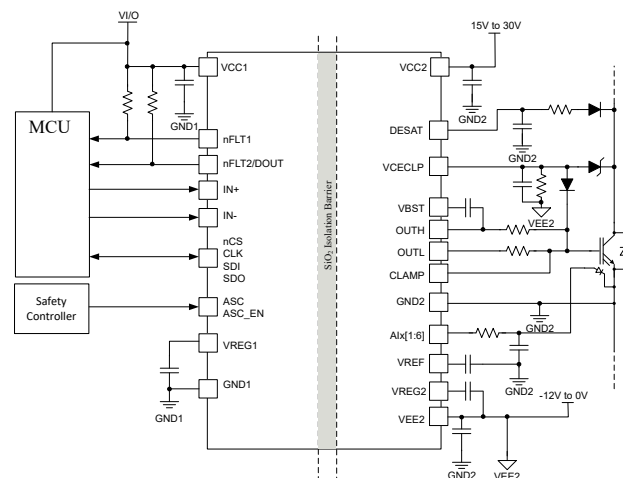 VI/O
15V to 30V
VCC1
VCC2
GND1
GND2
MCU
DESAT
nFLT1
GND2
nFLT2/DOUT
VCECLP
IN+
VBST
VEE2
IN-
OUTH
SiO2 Isolation Barrier
nCS
CLK
SDI
SDO
OUTL
Z
CLAMP
Safety
Controller
ASC
ASC_EN
GND2
GND2
AIx[1:6]
VREG1
VREF
GND2
GND1
VREG2
-12V to 0V
GND1
VEE2
GND2
VEE2